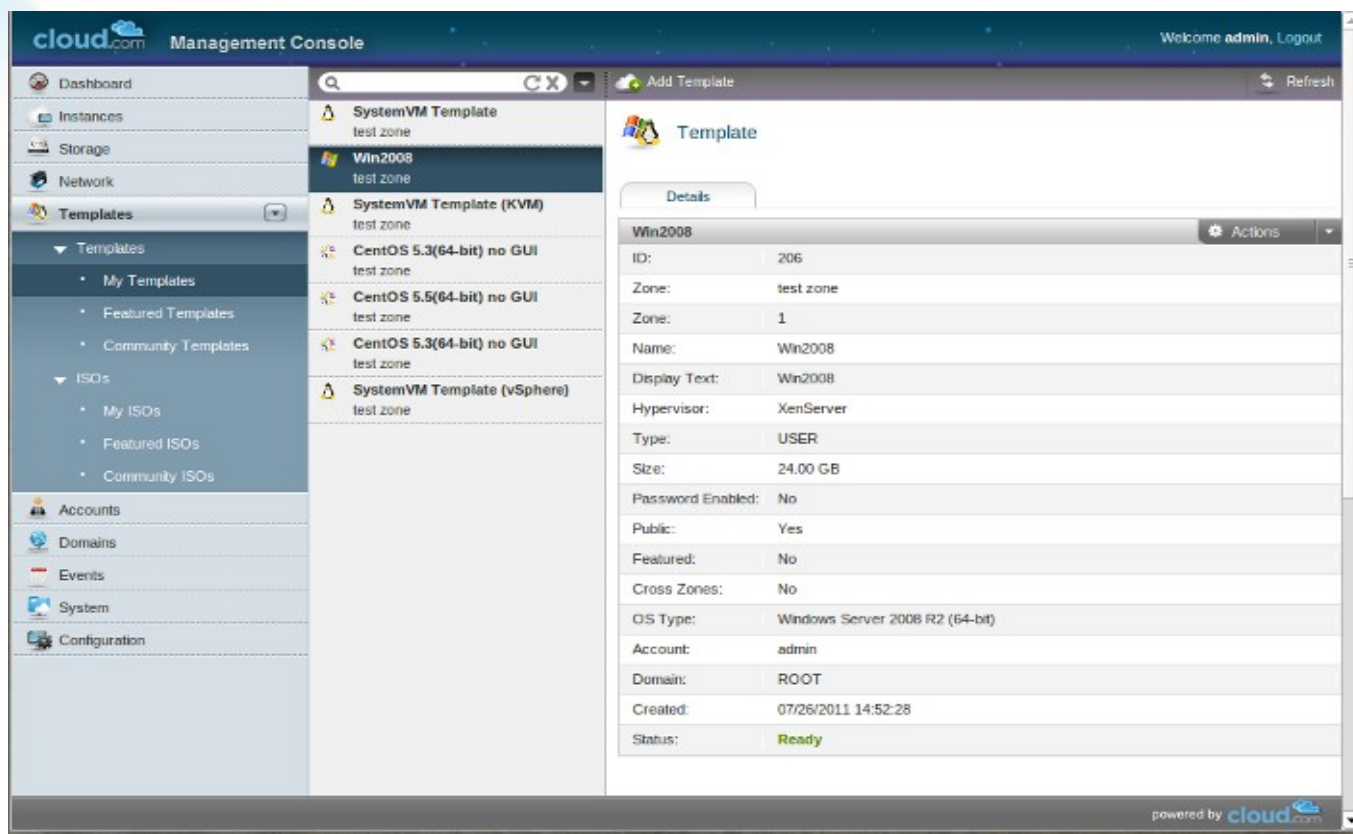 cloud.com Management Console
Welcome admin, Logout
Dashboard
Instances
Storage
Network
Templates
Templates
My Templates
Featured Templates
Community Templates
ISOs
My ISOs
Featured ISOs
Community ISOs
Accounts
Domains
Events
System
Configuration
SystemVM Template
test zone
Win2008
test zone
SystemVM Template (KVM)
test zone
CentOS 5.3(64-bit) no GUI
test zone
CentOS 5.5(64-bit) no GUI
test zone
CentOS 5.3(64-bit) no GUI
test zone
SystemVM Template (vSphere)
test zone
Add Template
Refresh
Template
Details
Win2008
Actions
ID: 206
Zone: test zone
Zone: 1
Name: Win2008
Display Text: Win2008
Hypervisor: XenServer
Type: USER
Size: 24.00 GB
Password Enabled: No
Public: Yes
Featured: No
Cross Zones: No
OS Type: Windows Server 2008 R2 (64-bit)
Account: admin
Domain: ROOT
Created: 07/26/2011 14:52:28
Status: Ready
powered by cloud.com